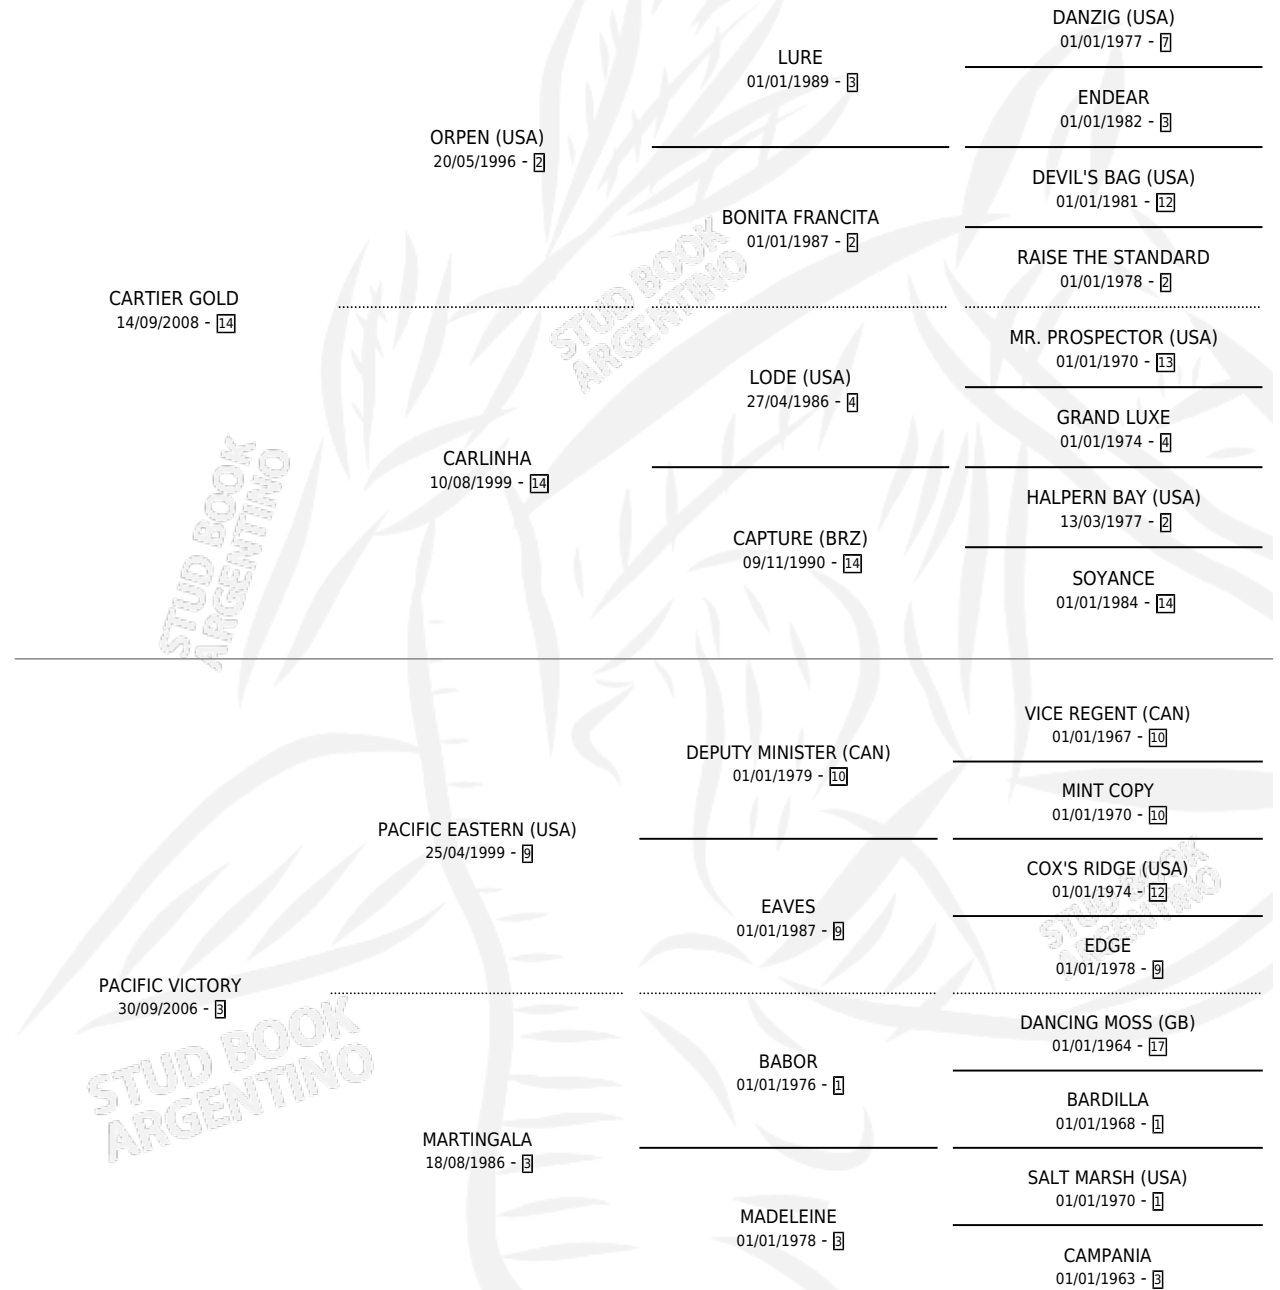 DANZIG (USA)
01/01/1977 - 7
LURE
01/01/1989 - 3
ENDEAR
01/01/1982 - 3
ORPEN (USA)
20/05/1996 - 2
DEVIL'S BAG (USA)
01/01/1981 - 12
BONITA FRANCITA
01/01/1987 - 2
RAISE THE STANDARD
01/01/1978 - 2
CARTIER GOLD
14/09/2008 - 14
STUD BOOK
ARGENTINO
MR. PROSPECTOR (USA)
01/01/1970 - 13
LODE (USA)
27/04/1986 - 4
GRAND LUXE
01/01/1974 - 4
CARLINHA
10/08/1999 - 14
HALPERN BAY (USA)
13/03/1977 - 2
CAPTURE (BRZ)
09/11/1990 - 14
SOYANCE
01/01/1984 - 14
STUD BOOK
ARGENTINO
VICE REGENT (CAN)
01/01/1967 - 10
DEPUTY MINISTER (CAN)
01/01/1979 - 10
MINT COPY
01/01/1970 - 10
PACIFIC EASTERN (USA)
25/04/1999 - 9
COX'S RIDGE (USA)
01/01/1974 - 12
EAVES
01/01/1987 - 9
EDGE
01/01/1978 - 9
STUD BOOK
ARGENTINO
PACIFIC VICTORY
30/09/2006 - 3
DANCING MOSS (GB)
01/01/1964 - 17
BABOR
01/01/1976 - 1
BARDILLA
01/01/1968 - 1
STUD BOOK
ARGENTINO
MARTINGALA
18/08/1986 - 3
SALT MARSH (USA)
01/01/1970 - 1
MADELEINE
01/01/1978 - 3
CAMPANIA
01/01/1963 - 3